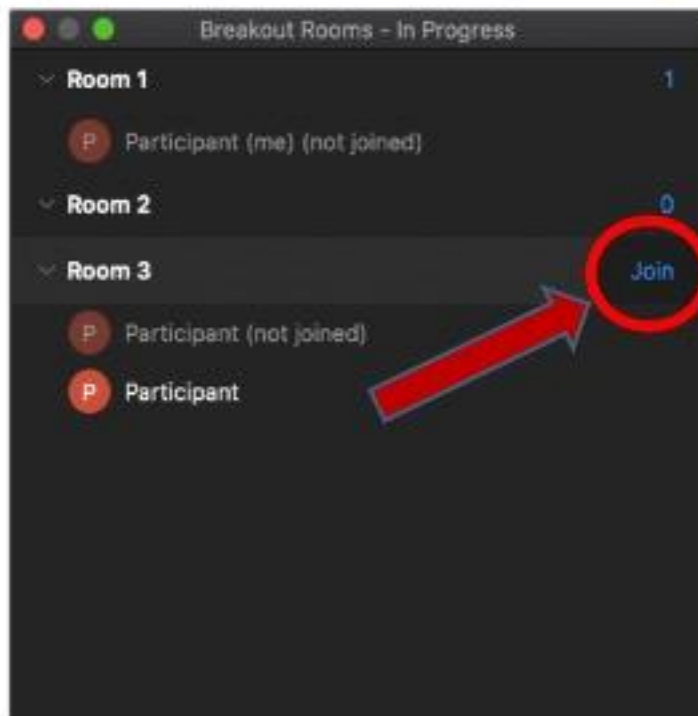 Breakout Rooms - In Progress
Room 1 1
P Participant (me) (not joined)
Room 2 0
Room 3 Join
P Participant (not joined)
P Participant